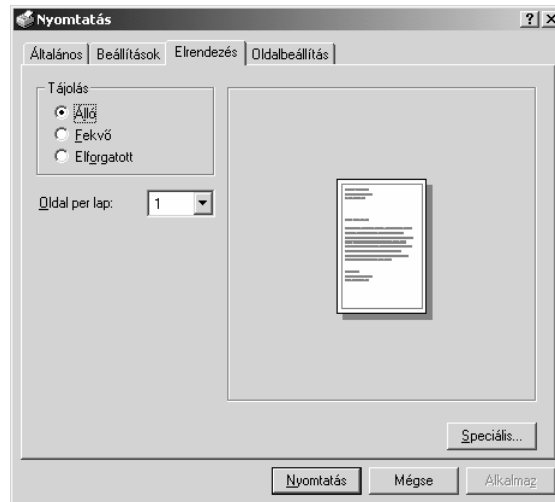 Nyomtatás
Általános Beállítások Elrendezés Oldalbeállítás
Tájolás
Álló
Fekvő
Elforgatott
Oldal per lap: 1
Speciális...
Nyomtatás Mégse Alkalmaz